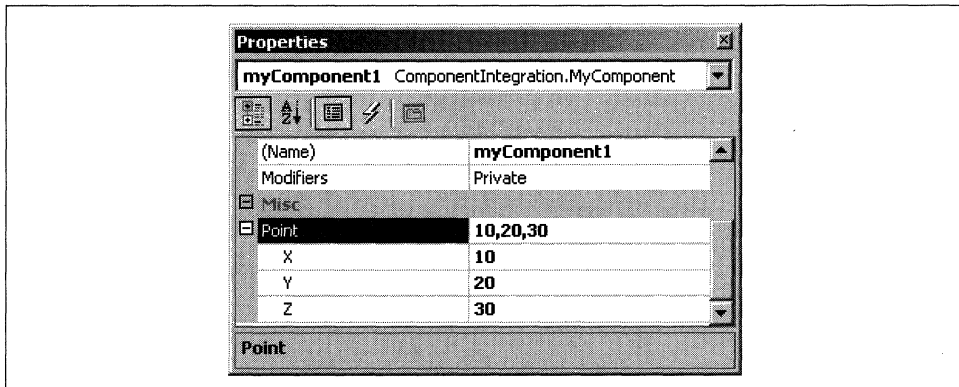 Properties
myComponent1 ComponentIntegration.MyComponent
(Name) myComponent1
Modifiers Private
Misc
Point 10,20,30
X 10
Y 20
Z 30
Point